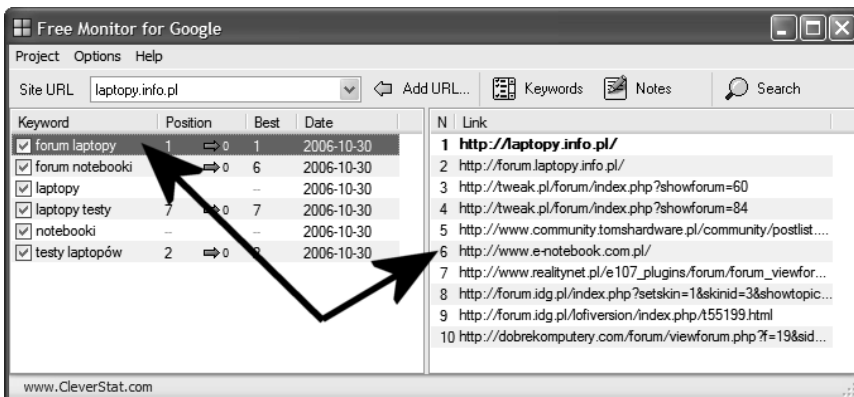 Free Monitor for Google
Project Options Help
Site URL laptopy.info.pl Add URL... Keywords Notes Search
Keyword Position Best Date
forum laptopy 1 0 1 2006-10-30
forum notebooki 0 6 2006-10-30
laptopy -- 2006-10-30
laptopy testy 7 0 7 2006-10-30
notebooki -- -- 2006-10-30
testy laptopów 2 0 2006-10-30
N Link
1 http://laptopy.info.pl/
2 http://forum.laptopy.info.pl/
3 http://tweak.pl/forum/index.php?showforum=60
4 http://tweak.pl/forum/index.php?showforum=84
5 http://www.community.tomshardware.pl/community/postlist....
6 http://www.e-notebook.com.pl/
7 http://www.realitynet.pl/e107_plugins/forum/forum_viewfor...
8 http://forum.idg.pl/index.php?setskin=1&skinid=3&showtopic...
9 http://forum.idg.pl/lofiversion/index.php/t55199.html
10 http://dobrekomputery.com/forum/viewforum.php?f=19&sid...
www.CleverStat.com